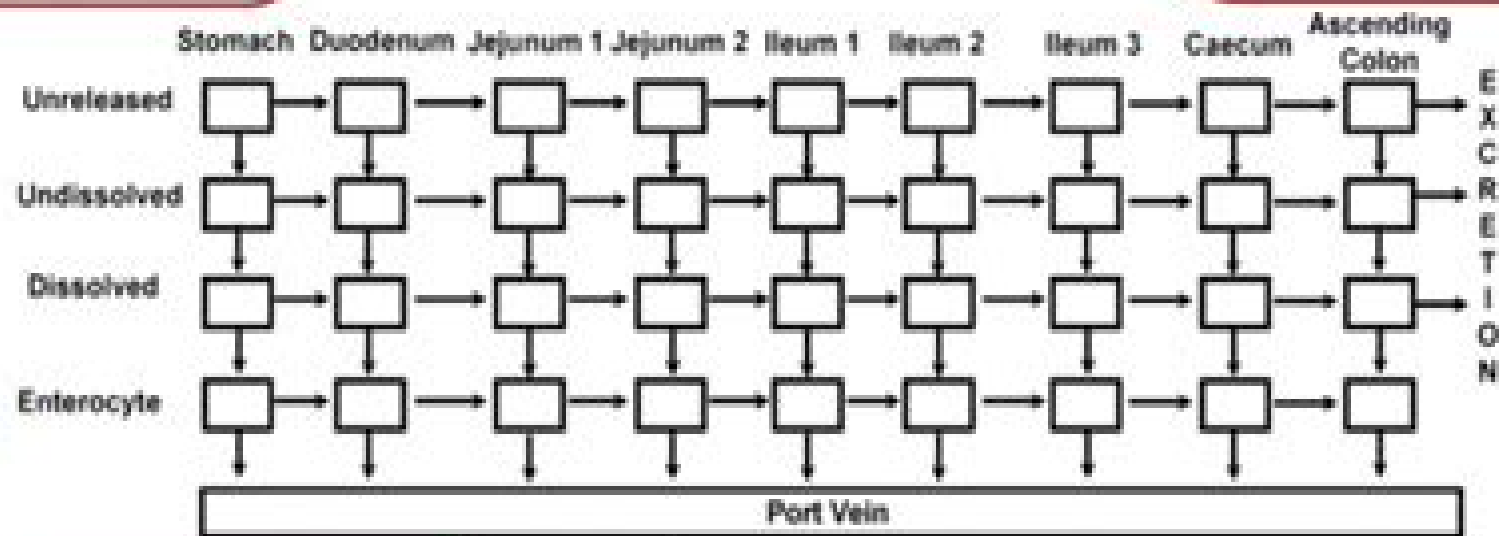 Stomach Duodenum Jejunum 1 Jejunum 2 Ileum 1 Ileum 2 Ileum 3 Caecum Ascending Colon
Unreleased
Undissolved
Dissolved
Enterocyte
EXCRETION
Port Vein